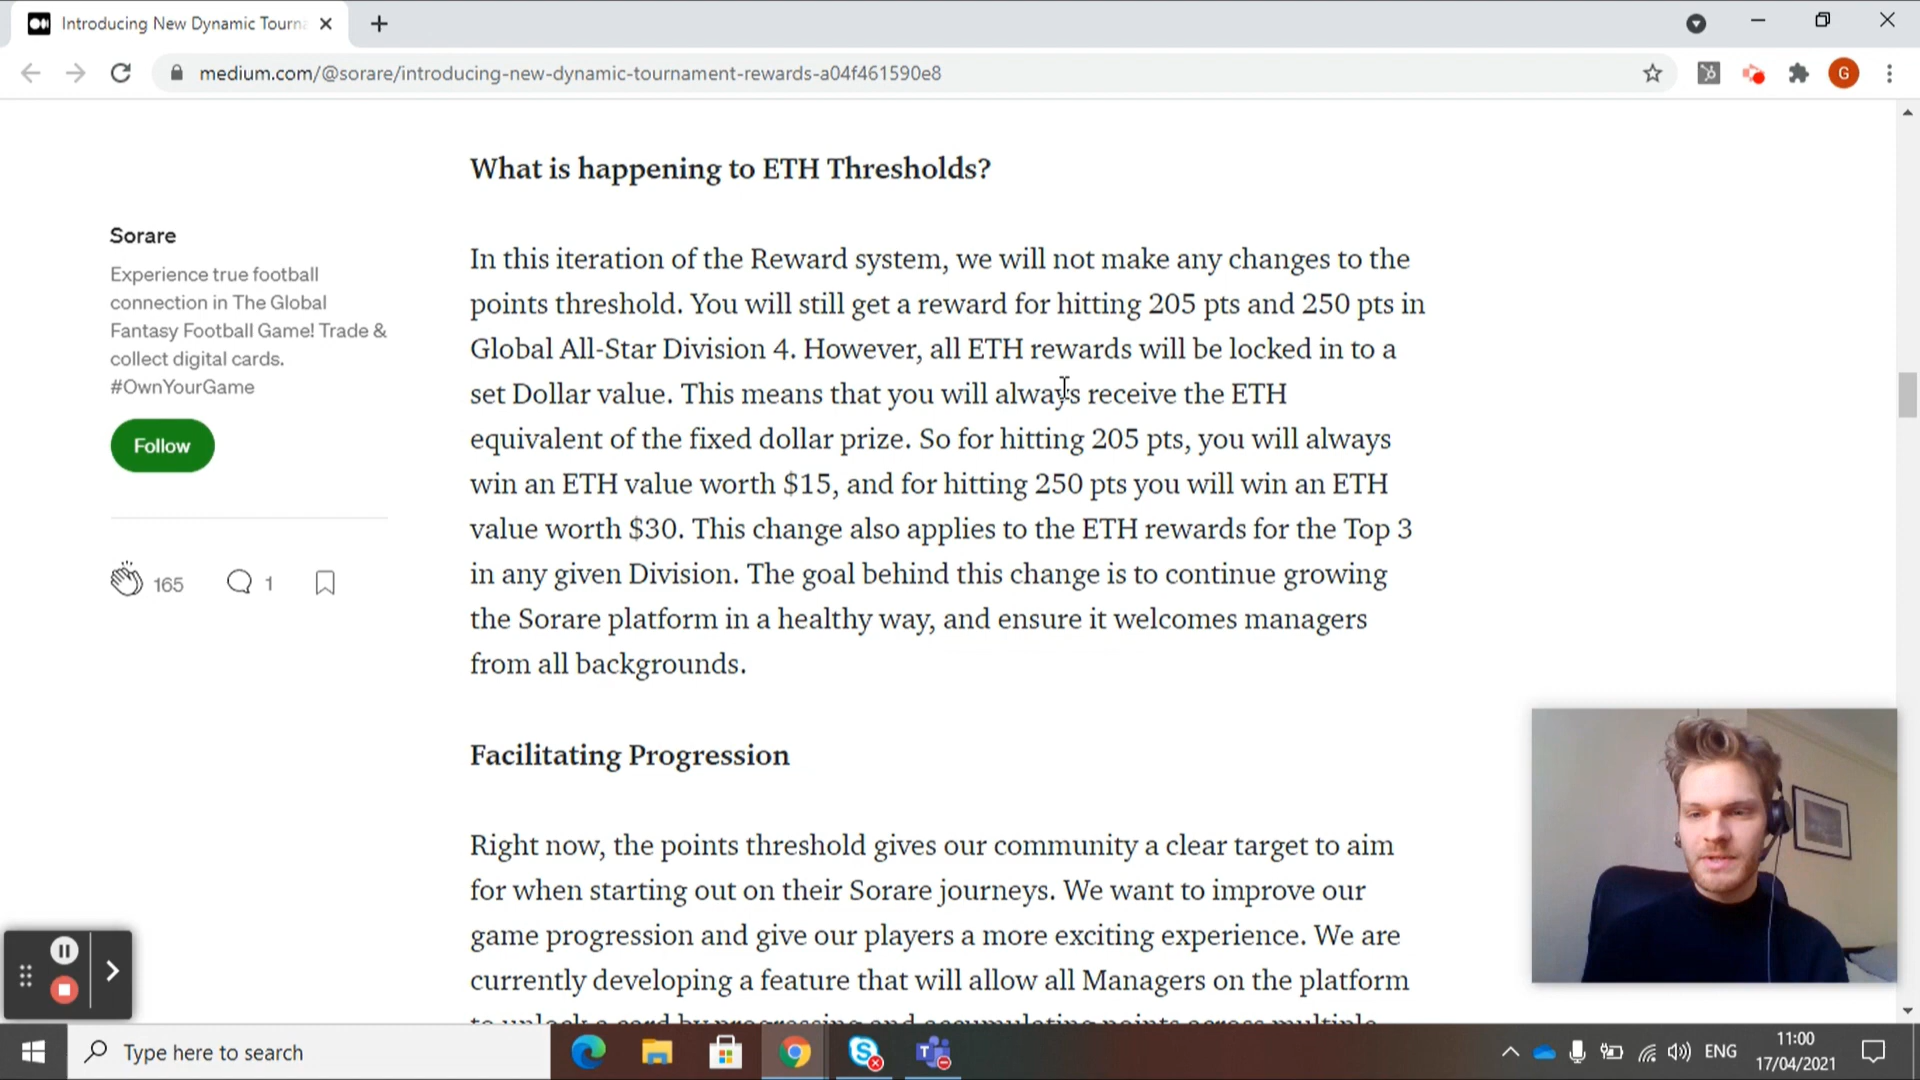 Introducing New Dynamic Tourn
medium.com/@sorare/introducing-new-dynamic-tournament-rewards-a04f461590e8
G
What is happening to ETH Thresholds?
Sorare
Experience true football
connection in The Global
Fantasy Football Game! Trade &
collect digital cards.
#OwnYourGame
Follow
165
1
In this iteration of the Reward system, we will not make any changes to the
points threshold. You will still get a reward for hitting 205 pts and 250 pts in
Global All-Star Division 4. However, all ETH rewards will be locked in to a
set Dollar value. This means that you will always receive the ETH
equivalent of the fixed dollar prize. So for hitting 205 pts, you will always
win an ETH value worth $15, and for hitting 250 pts you will win an ETH
value worth $30. This change also applies to the ETH rewards for the Top 3
in any given Division. The goal behind this change is to continue growing
the Sorare platform in a healthy way, and ensure it welcomes managers
from all backgrounds.
Facilitating Progression
Right now, the points threshold gives our community a clear target to aim
for when starting out on their Sorare journeys. We want to improve our
game progression and give our players a more exciting experience. We are
currently developing a feature that will allow all Managers on the platform
to unlock a card by progressing and accumulating points across multiple
Type here to search
ENG
11:00
17/04/2021